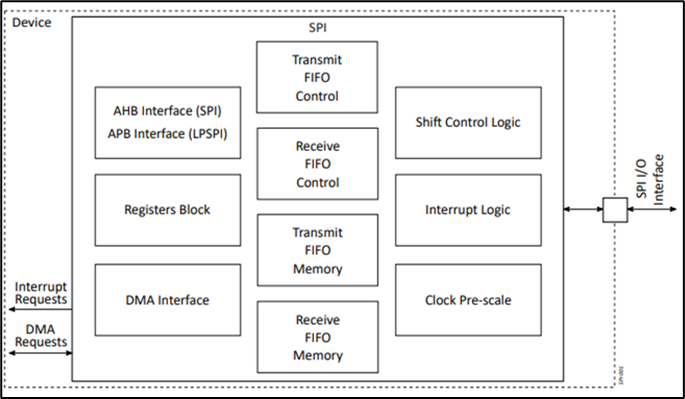 Device
SPI
Transmit
FIFO
Control
AHB Interface (SPI)
APB Interface (LPSPI)
Shift Control Logic
Receive
FIFO
Control
Registers Block
Interrupt Logic
SPI I/O
Interface
Transmit
FIFO
Memory
DMA Interface
Clock Pre-scale
Interrupt
Requests
Receive
FIFO
Memory
DMA
Requests
SPI-001